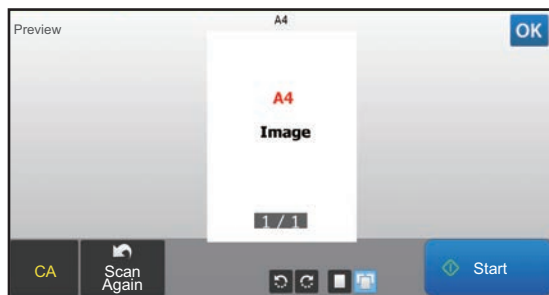 A4
Preview
OK
A4
Image
1 / 1
CA
Scan
Again
Start